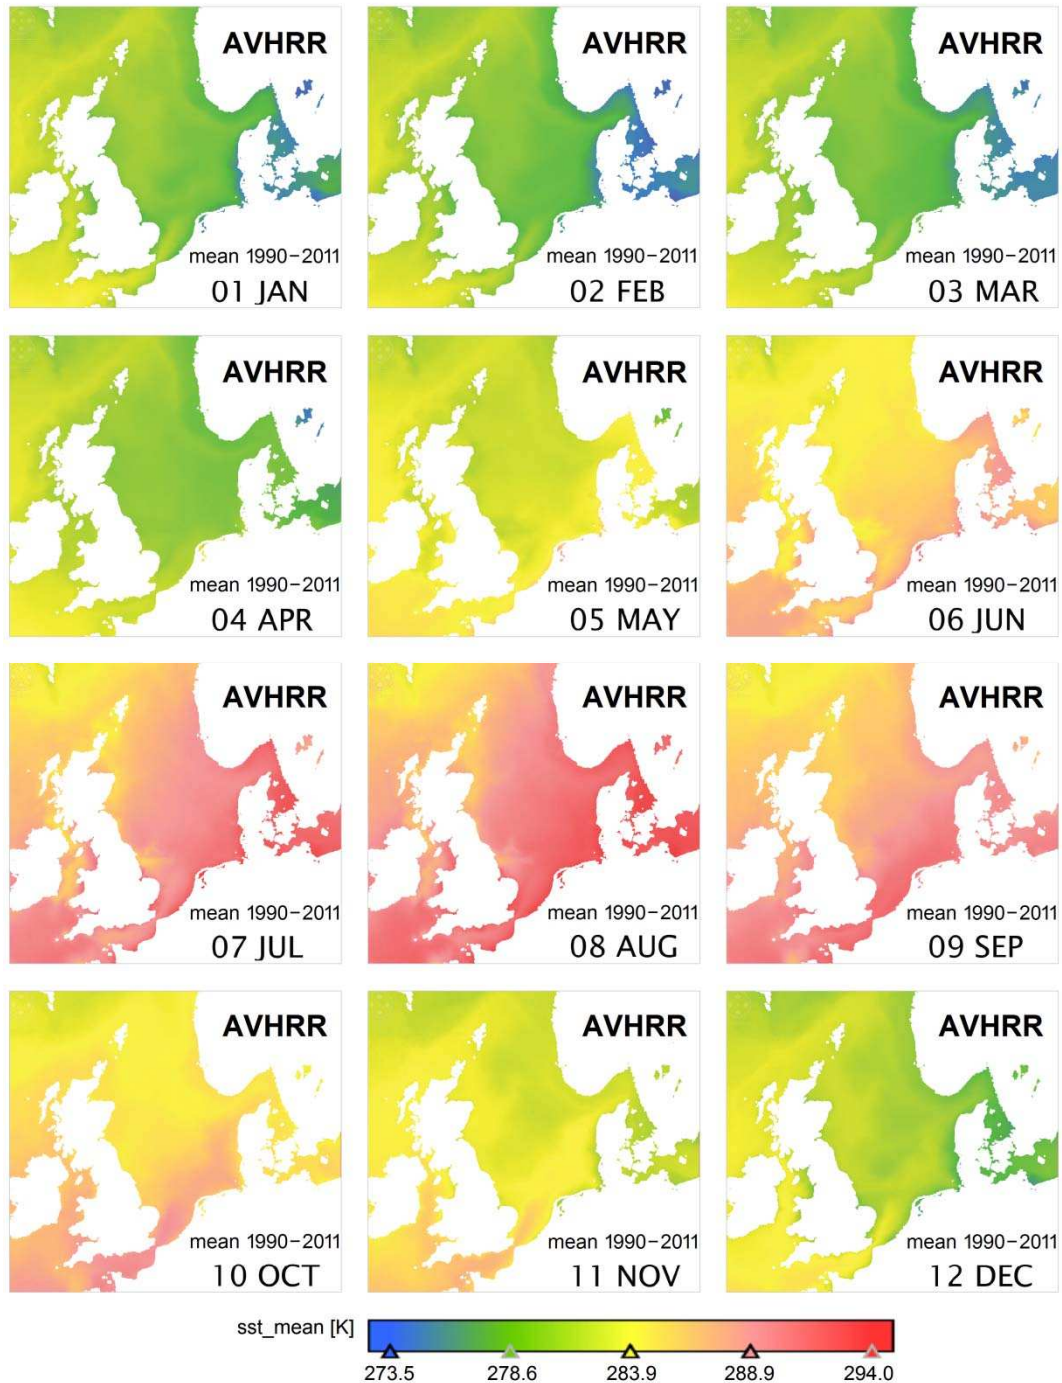 AVHRR
mean 1990-2011
01 JAN
AVHRR
mean 1990-2011
02 FEB
AVHRR
mean 1990-2011
03 MAR
AVHRR
mean 1990-2011
04 APR
AVHRR
mean 1990-2011
05 MAY
AVHRR
mean 1990-2011
06 JUN
AVHRR
mean 1990-2011
07 JUL
AVHRR
mean 1990-2011
08 AUG
AVHRR
mean 1990-2011
09 SEP
AVHRR
mean 1990-2011
10 OCT
AVHRR
mean 1990-2011
11 NOV
AVHRR
mean 1990-2011
12 DEC
sst_mean [K]
273.5 278.6 283.9 288.9 294.0